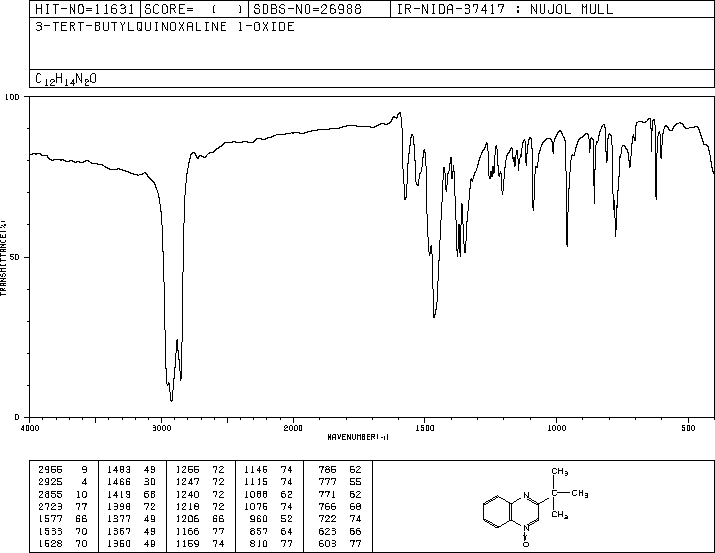 HIT-NO=11631 SCORE= ( ) SDBS-NO=26988 IR-NIDA-37417 : NUJOL MULL
3-TERT-BUTYLQUINOXALINE 1-OXIDE
C12H14N2O
100
50
0
TRANSMITTANCE(%)
4000 3000 2000 1500 1000 500
WAVENUMBER(-1)
2966 9 1483 49 1256 72 1146 74 786 62
2925 4 1466 30 1247 72 1115 74 777 55
2855 10 1419 68 1240 72 1088 62 771 62
2729 77 1398 72 1218 72 1076 74 766 68
1577 66 1377 49 1206 66 960 52 722 74
1533 70 1367 49 1166 77 857 64 623 66
1528 70 1350 49 1159 74 810 77 603 77
CH3
N C—CH3
CH3
N
O